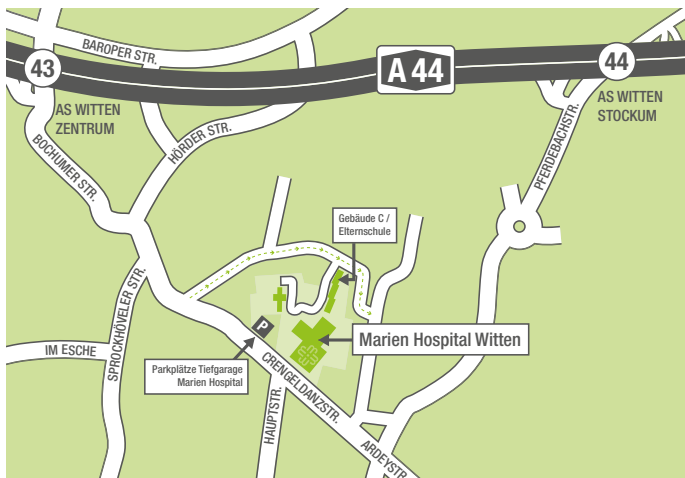 BAROPER STR.
43
A 44
44
AS WITTEN
ZENTRUM
AS WITTEN
STOCKUM
BOCHUMER STR.
HÖRDER STR.
PFERDEBACHSTR.
Gebäude C /
Elternschule
SPROCKHÖVELER STR.
P
Marien Hospital Witten
IM ESCHE
Parkplätze Tiefgarage
Marien Hospital
CRENGELDANZSTR.
HAUPTSTR.
ARDEYSTR.